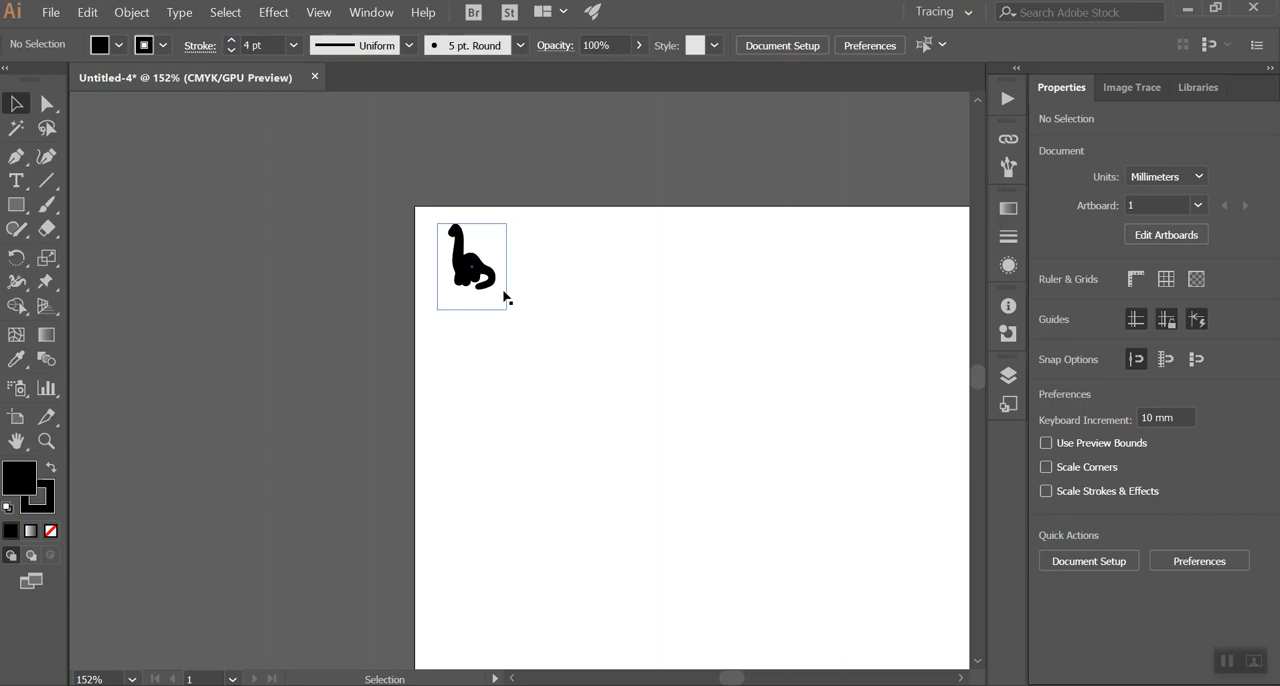 Ai File Edit Object Type Select Effect View Window Help Br St Tracing Search Adobe Stock
No Selection Stroke: 4 pt Uniform 5 pt. Round Opacity: 100% Style: Document Setup Preferences
Untitled-4* @ 152% (CMYK/GPU Preview)
Properties Image Trace Libraries
No Selection
Document
Units: Millimeters
Artboard: 1
Edit Artboards
Ruler & Grids
Guides
Snap Options
Preferences
Keyboard Increment: 10 mm
Use Preview Bounds
Scale Corners
Scale Strokes & Effects
Quick Actions
Document Setup Preferences
152% 1 Selection